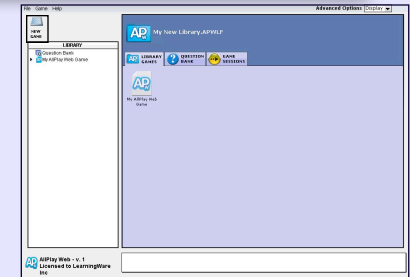 File Game Help
Advanced Options Display
NEW GAME
LIBRARY
Question Bank
My AllPlay Web Game
AP My New Library.APWLF
AP LIBRARY GAMES
? QUESTION BANK
GAME SESSIONS
AP
My AllPlay Web Game
AP AllPlay Web - v. 1
Licensed to LearningWare
Inc